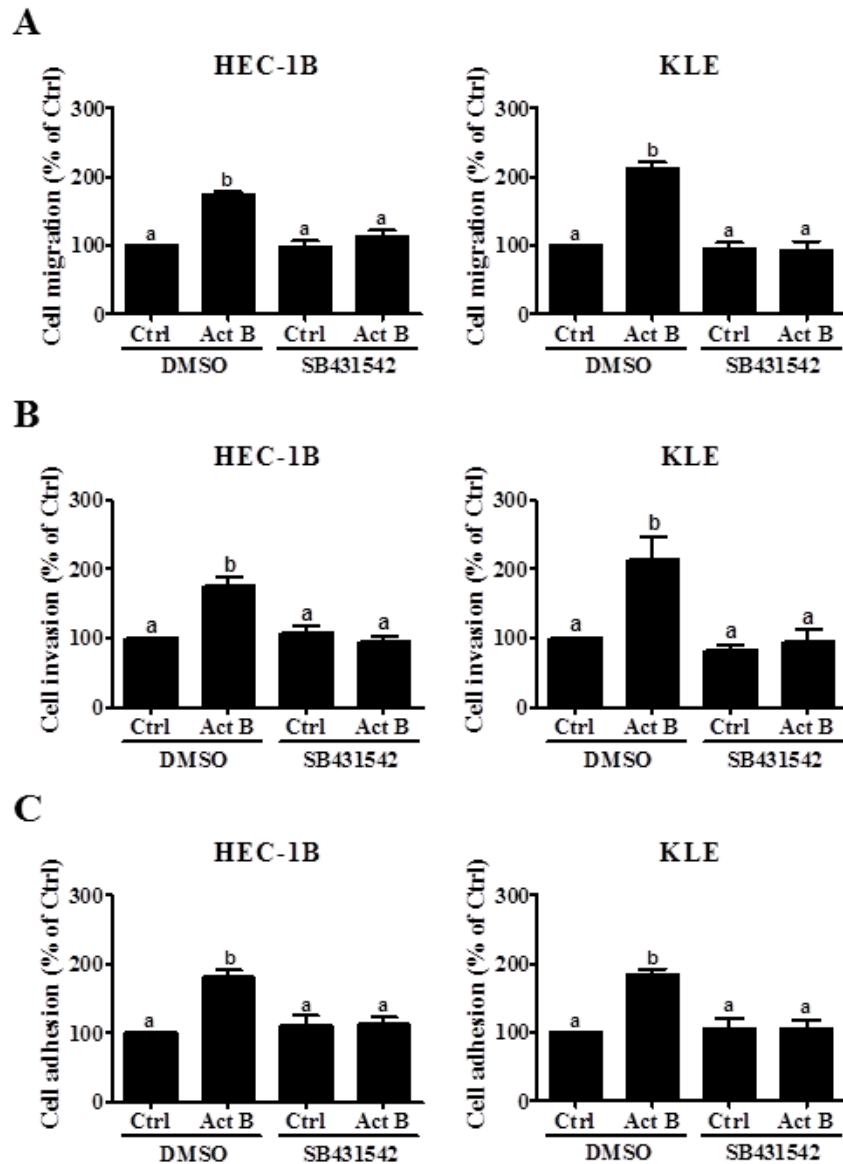 A
HEC-1B
KLE
Cell migration (% of Ctrl)
300
200
100
0
a
b
a
a
Ctrl Act B Ctrl Act B
DMSO SB431542
Cell migration (% of Ctrl)
300
200
100
0
a
b
a
a
Ctrl Act B Ctrl Act B
DMSO SB431542
B
HEC-1B
KLE
Cell invasion (% of Ctrl)
300
200
100
0
a
b
a
a
Ctrl Act B Ctrl Act B
DMSO SB431542
Cell invasion (% of Ctrl)
300
200
100
0
a
b
a
a
Ctrl Act B Ctrl Act B
DMSO SB431542
C
HEC-1B
KLE
Cell adhesion (% of Ctrl)
300
200
100
0
a
b
a
a
Ctrl Act B Ctrl Act B
DMSO SB431542
Cell adhesion (% of Ctrl)
300
200
100
0
a
b
a
a
Ctrl Act B Ctrl Act B
DMSO SB431542